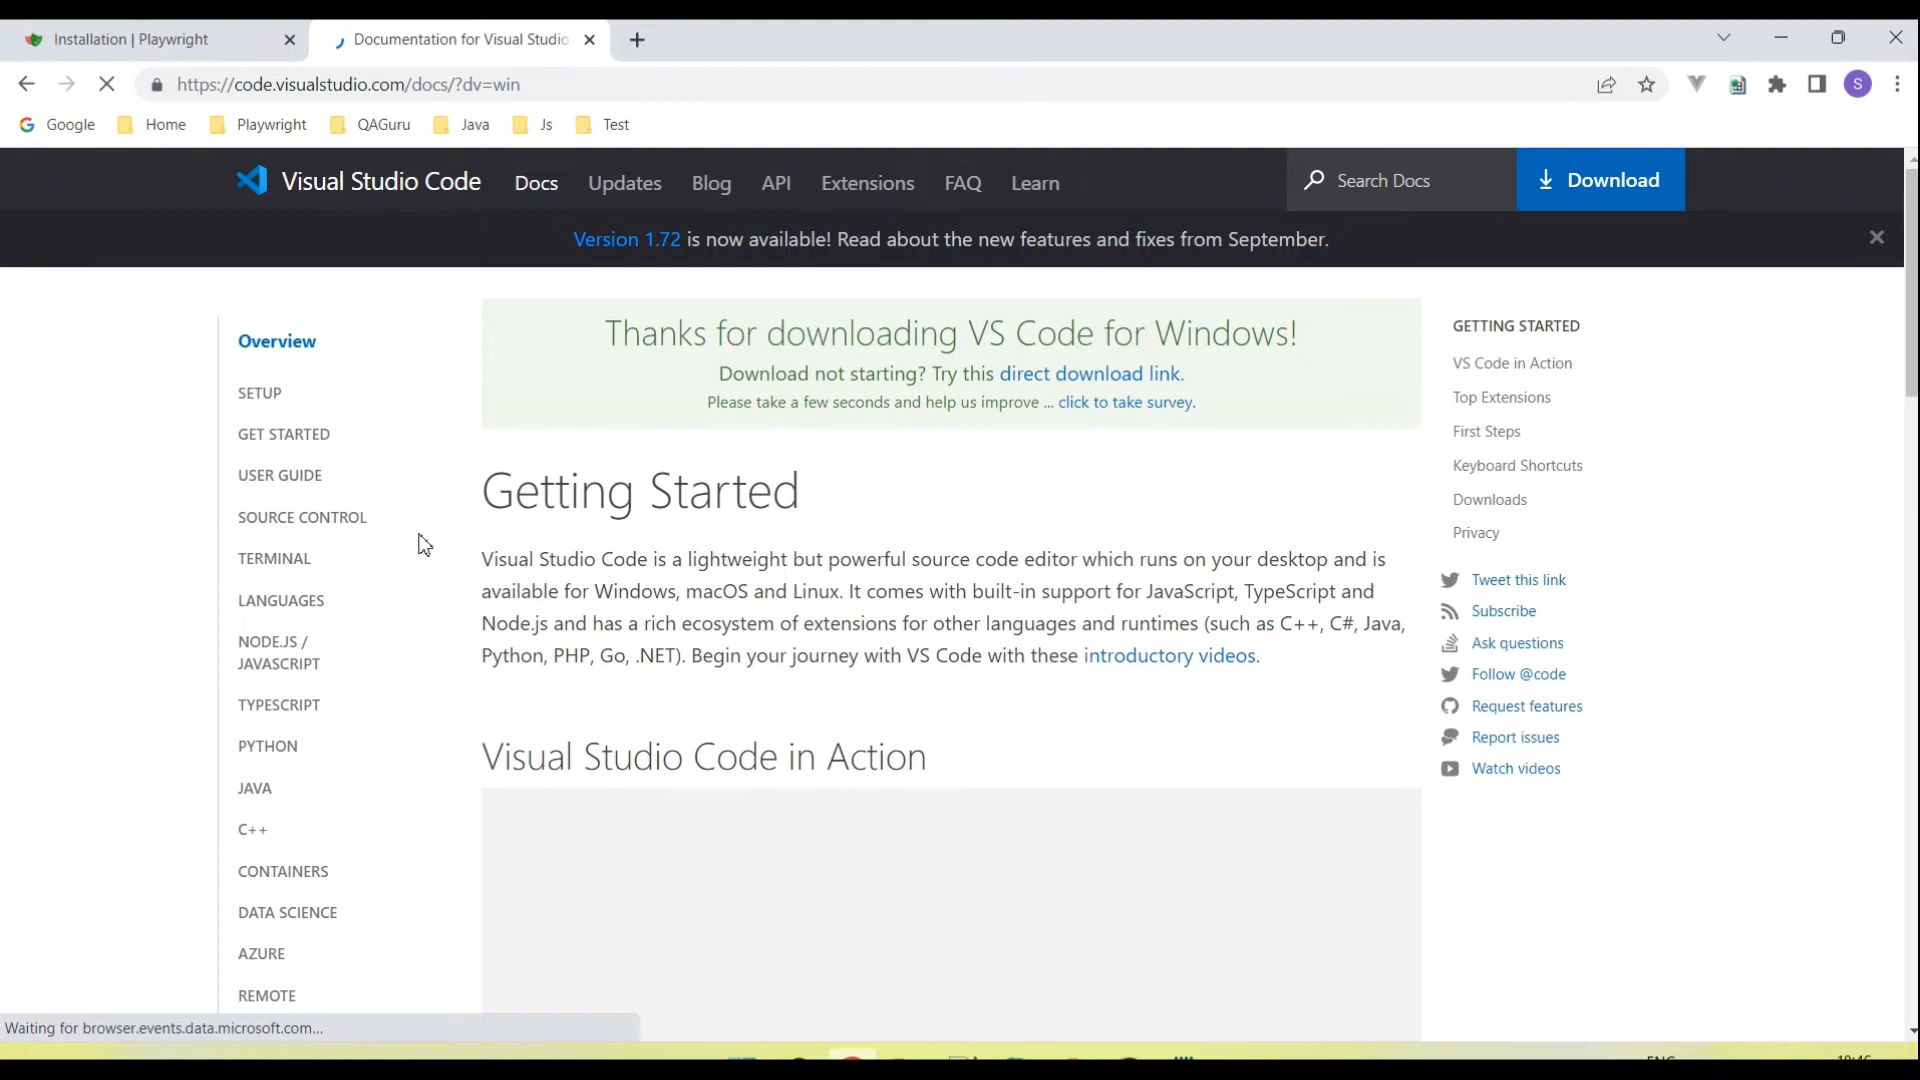 Installation | Playwright
Documentation for Visual Studio
https://code.visualstudio.com/docs/?dv=win
S
Google Home Playwright QAGuru Java Js Test
Visual Studio Code Docs Updates Blog API Extensions FAQ Learn Search Docs Download
Version 1.72 is now available! Read about the new features and fixes from September.
Overview
SETUP
GET STARTED
USER GUIDE
SOURCE CONTROL
TERMINAL
LANGUAGES
NODE.JS /
JAVASCRIPT
TYPESCRIPT
PYTHON
JAVA
C++
CONTAINERS
DATA SCIENCE
AZURE
REMOTE
Thanks for downloading VS Code for Windows!
Download not starting? Try this direct download link.
Please take a few seconds and help us improve ... click to take survey.
Getting Started
Visual Studio Code is a lightweight but powerful source code editor which runs on your desktop and is
available for Windows, macOS and Linux. It comes with built-in support for JavaScript, TypeScript and
Node.js and has a rich ecosystem of extensions for other languages and runtimes (such as C++, C#, Java,
Python, PHP, Go, .NET). Begin your journey with VS Code with these introductory videos.
Visual Studio Code in Action
GETTING STARTED
VS Code in Action
Top Extensions
First Steps
Keyboard Shortcuts
Downloads
Privacy
Tweet this link
Subscribe
Ask questions
Follow @code
Request features
Report issues
Watch videos
Waiting for browser.events.data.microsoft.com...